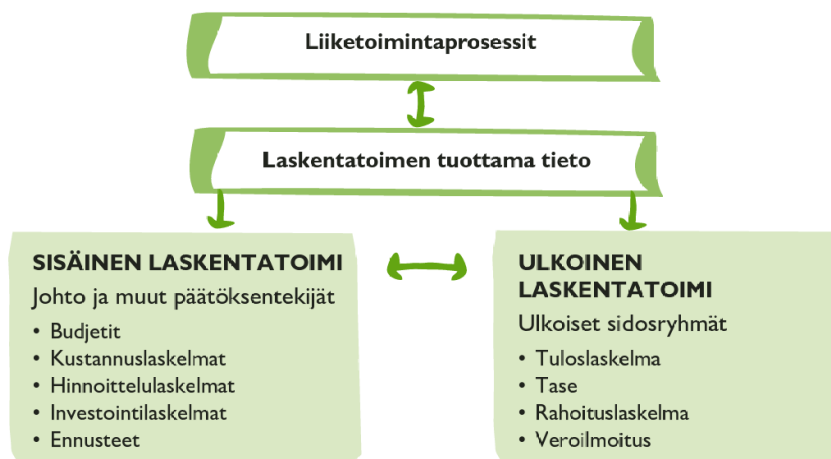 Liiketoimintaprosessit
Laskentatoimen tuottama tieto
SISÄINEN LASKENTATOIMI
Johto ja muut päätöksentekijät
• Budjetit
• Kustannuslaskelmat
• Hinnoittelulaskelmat
• Investointilaskelmat
• Ennusteet
ULKOINEN
LASKENTATOIMI
Ulkoiset sidosryhmät
• Tuloslaskelma
• Tase
• Rahoituslaskelma
• Veroilmoitus